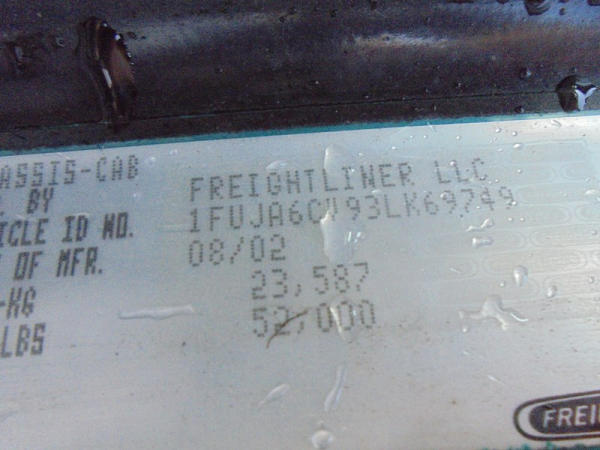 ASSIS-CAB
BY FREIGHTLINER LLC
ICLE ID NO. 1FUJA6CV93LK69749
OF MFR. 08/02
-KG 23,587
LBS 52,000
FREI